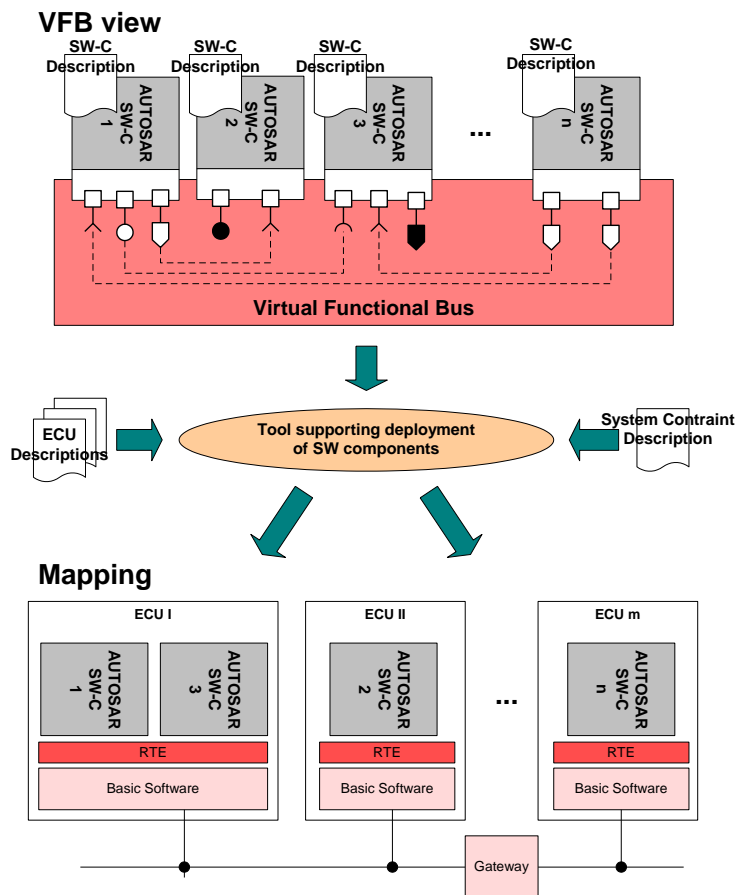 VFB view
SW-C
Description
AUTOSAR
SW-C
1
SW-C
Description
AUTOSAR
SW-C
2
SW-C
Description
AUTOSAR
SW-C
3
...
SW-C
Description
AUTOSAR
SW-C
n
Virtual Functional Bus
ECU
Descriptions
Tool supporting deployment
of SW components
System Contraint
Description
Mapping
ECU I
AUTOSAR
SW-C
1
AUTOSAR
SW-C
3
RTE
Basic Software
ECU II
AUTOSAR
SW-C
2
RTE
Basic Software
...
ECU m
AUTOSAR
SW-C
n
RTE
Basic Software
Gateway